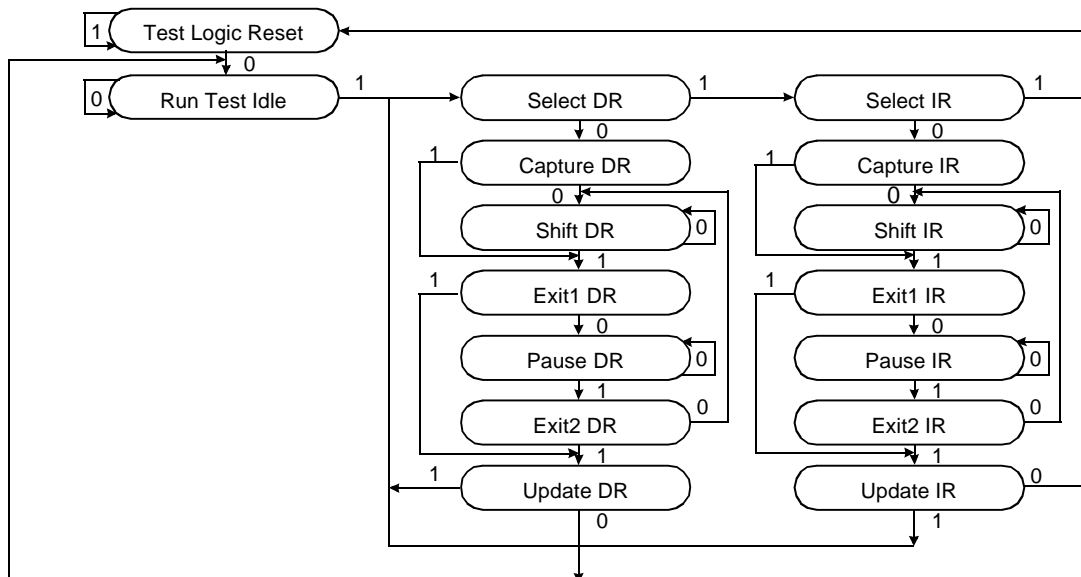 1 Test Logic Reset
0
0 Run Test Idle 1
Select DR 1
Select IR 1
0 0
1 Capture DR
1 Capture IR
0 0
Shift DR 0
Shift IR 0
1 1
1 Exit1 DR
1 Exit1 IR
0 0
Pause DR 0
Pause IR 0
1 1
Exit2 DR 0
Exit2 IR 0
1 1
1 Update DR
Update IR 0
0 1